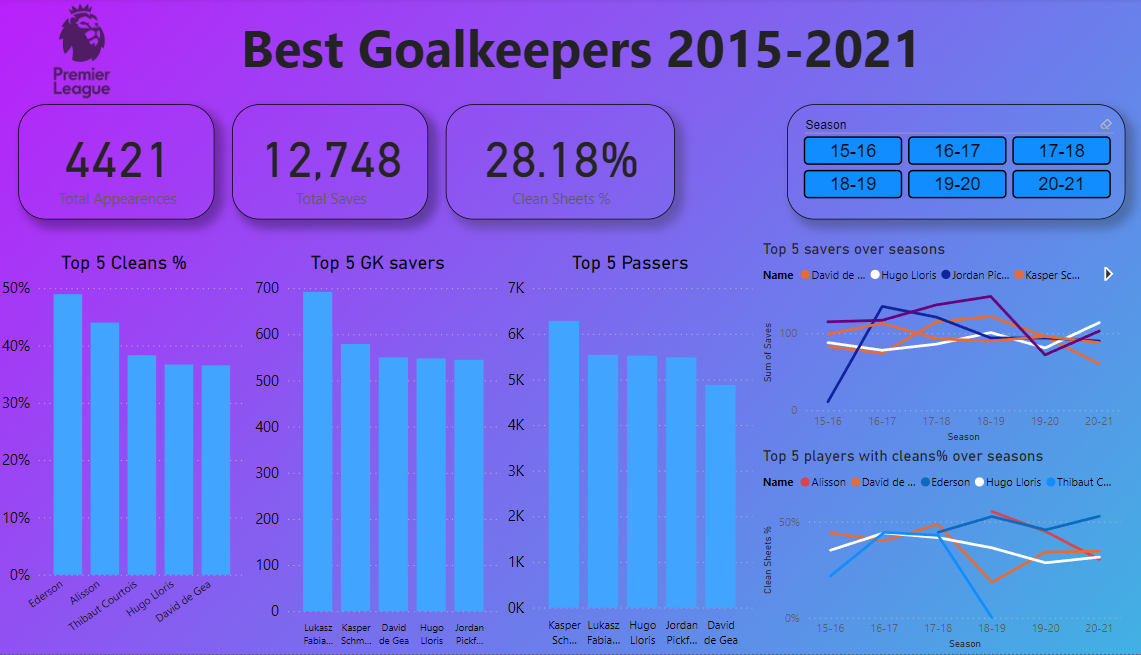 Premier
League
Best Goalkeepers 2015-2021
4421
Total Appearences
12,748
Total Saves
28.18%
Clean Sheets %
Season
15-16 16-17 17-18
18-19 19-20 20-21
Top 5 Cleans %
50%
40%
30%
20%
10%
0%
Ederson
Alisson
Thibaut Courtois
Hugo Lloris
David de Gea
Top 5 GK savers
700
600
500
400
300
200
100
0
Lukasz Kasper David Hugo Jordan
Fabia... Schm... de Gea Lloris Pickf...
Top 5 Passers
7K
6K
5K
4K
3K
2K
1K
0K
Kasper Lukasz Hugo Jordan David
Sch... Fabia... Lloris Pickf... de Gea
Top 5 savers over seasons
Name David de ... Hugo Lloris Jordan Pic... Kasper Sc...
Sum of Saves
100
0
15-16 16-17 17-18 18-19 19-20 20-21
Season
Top 5 players with cleans% over seasons
Name Alisson David de ... Ederson Hugo Lloris Thibaut C...
Clean Sheets %
50%
0%
15-16 16-17 17-18 18-19 19-20 20-21
Season